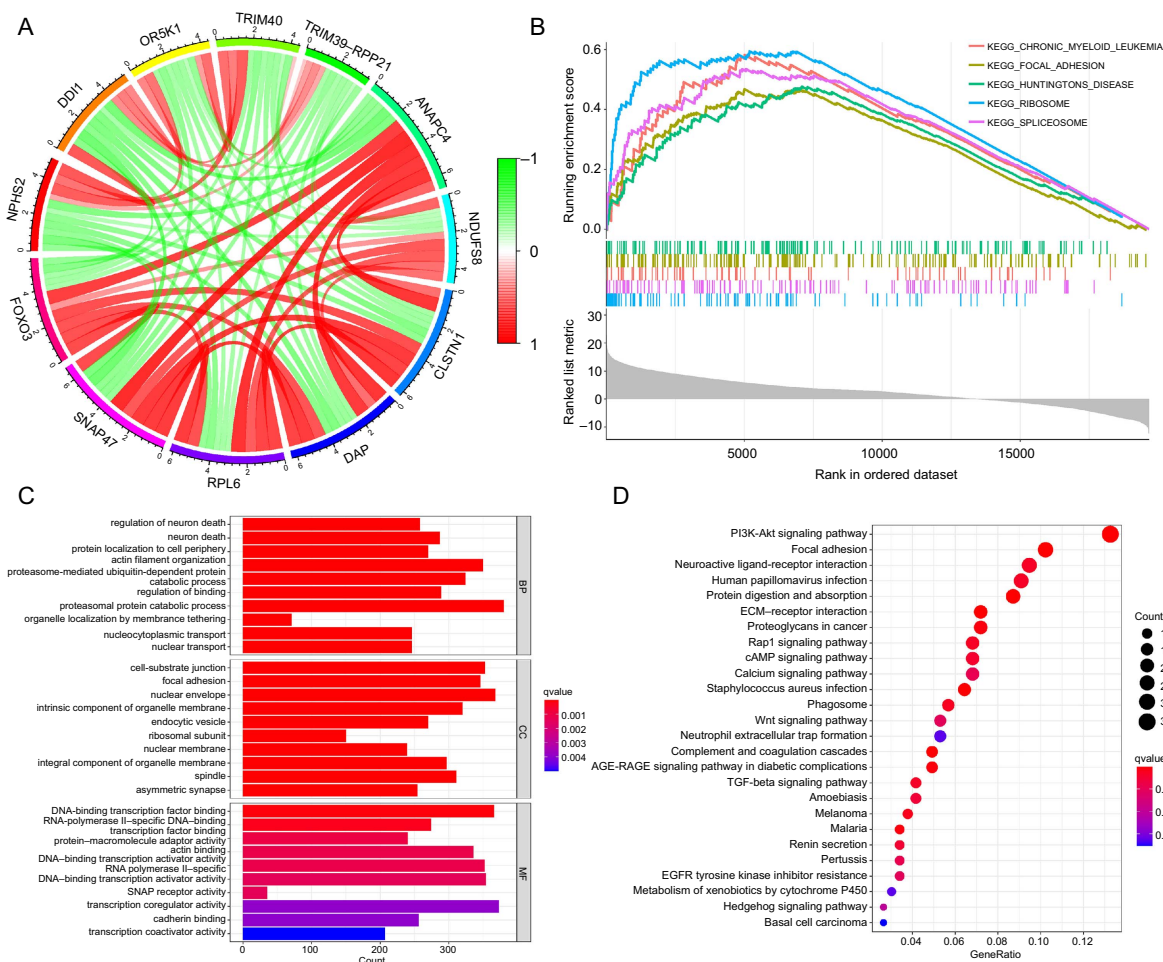 A
TRIM40
TRIM39–RPP21
ANAPC4
NDUFS8
CLSTN1
DAP
RPL6
SNAP47
FOXO3
NPHS2
DDI1
OR5K1
−1
0
1
B
Running enrichment score
0.6
0.4
0.2
0.0
KEGG_CHRONIC_MYELOID_LEUKEMIA
KEGG_FOCAL_ADHESION
KEGG_HUNTINGTONS_DISEASE
KEGG_RIBOSOME
KEGG_SPLICEOSOME
Ranked list metric
30
20
10
0
−10
5000 10000 15000
Rank in ordered dataset
C
regulation of neuron death
neuron death
protein localization to cell periphery
actin filament organization
proteasome-mediated ubiquitin-dependent protein
catabolic process
regulation of binding
proteasomal protein catabolic process
organelle localization by membrance tethering
nucleocytoplasmic transport
nuclear transport
BP
cell-substrate junction
focal adhesion
nuclear envelope
intrinsic component of organelle membrane
endocytic vesicle
ribosomal subunit
nuclear membrane
integral component of organelle membrane
spindle
asymmetric synapse
CC
DNA-binding transcription factor binding
RNA-polymerase II–specific DNA–binding
transcription factor binding
protein–macromolecule adaptor activity
actin binding
DNA–binding transcription activator activity
RNA polymerase II–specific
DNA–binding transcription activator activity
SNAP receptor activity
transcription coregulator activity
cadherin binding
transcription coactivator activity
MF
0 100 200 300
Count
qvalue
0.001
0.002
0.003
0.004
D
PI3K-Akt signaling pathway
Focal adhesion
Neuroactive ligand-receptor interaction
Human papillomavirus infection
Protein digestion and absorption
ECM–receptor interaction
Proteoglycans in cancer
Rap1 signaling pathway
cAMP signaling pathway
Calcium signaling pathway
Staphylococcus aureus infection
Phagosome
Wnt signaling pathway
Neutrophil extracellular trap formation
Complement and coagulation cascades
AGE-RAGE signaling pathway in diabetic complications
TGF-beta signaling pathway
Amoebiasis
Melanoma
Malaria
Renin secretion
Pertussis
EGFR tyrosine kinase inhibitor resistance
Metabolism of xenobiotics by cytochrome P450
Hedgehog signaling pathway
Basal cell carcinoma
0.04 0.06 0.08 0.10 0.12
GeneRatio
Count
qvalue